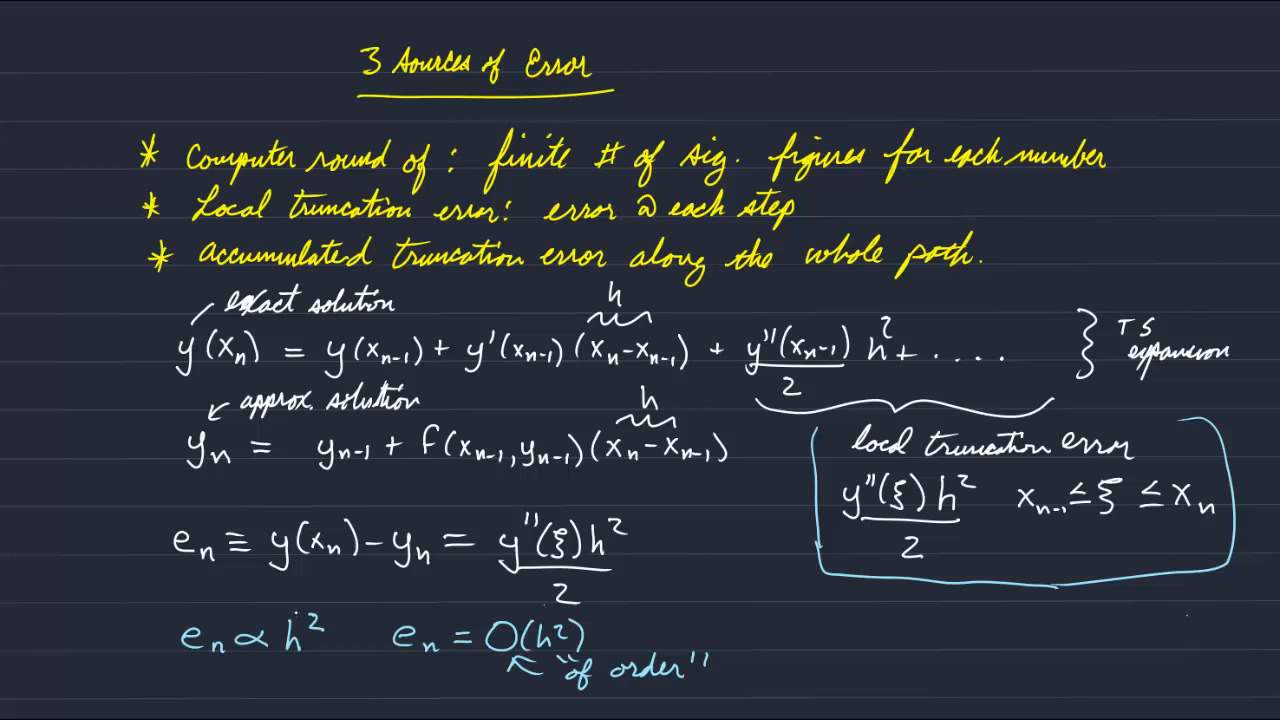 3 Sources of Error
* Computer round of : finite # of sig. figures for each number
* Local truncation error: error @ each step
* Accumulated truncation error along the whole path.
exact solution
h
y(xₙ) = y(xₙ₋₁) + y'(xₙ₋₁)(xₙ-xₙ₋₁) + y''(xₙ₋₁)/2 h² + . . . . } TS expansion
approx. solution
h
yₙ = yₙ₋₁ + f(xₙ₋₁, yₙ₋₁)(xₙ-xₙ₋₁)
local truncation error
y''(ξ)h²/2 xₙ₋₁ ≤ ξ ≤ xₙ
eₙ ≡ y(xₙ) - yₙ = y''(ξ)h²/2
eₙ ∝ h² eₙ = O(h²)
"of order"